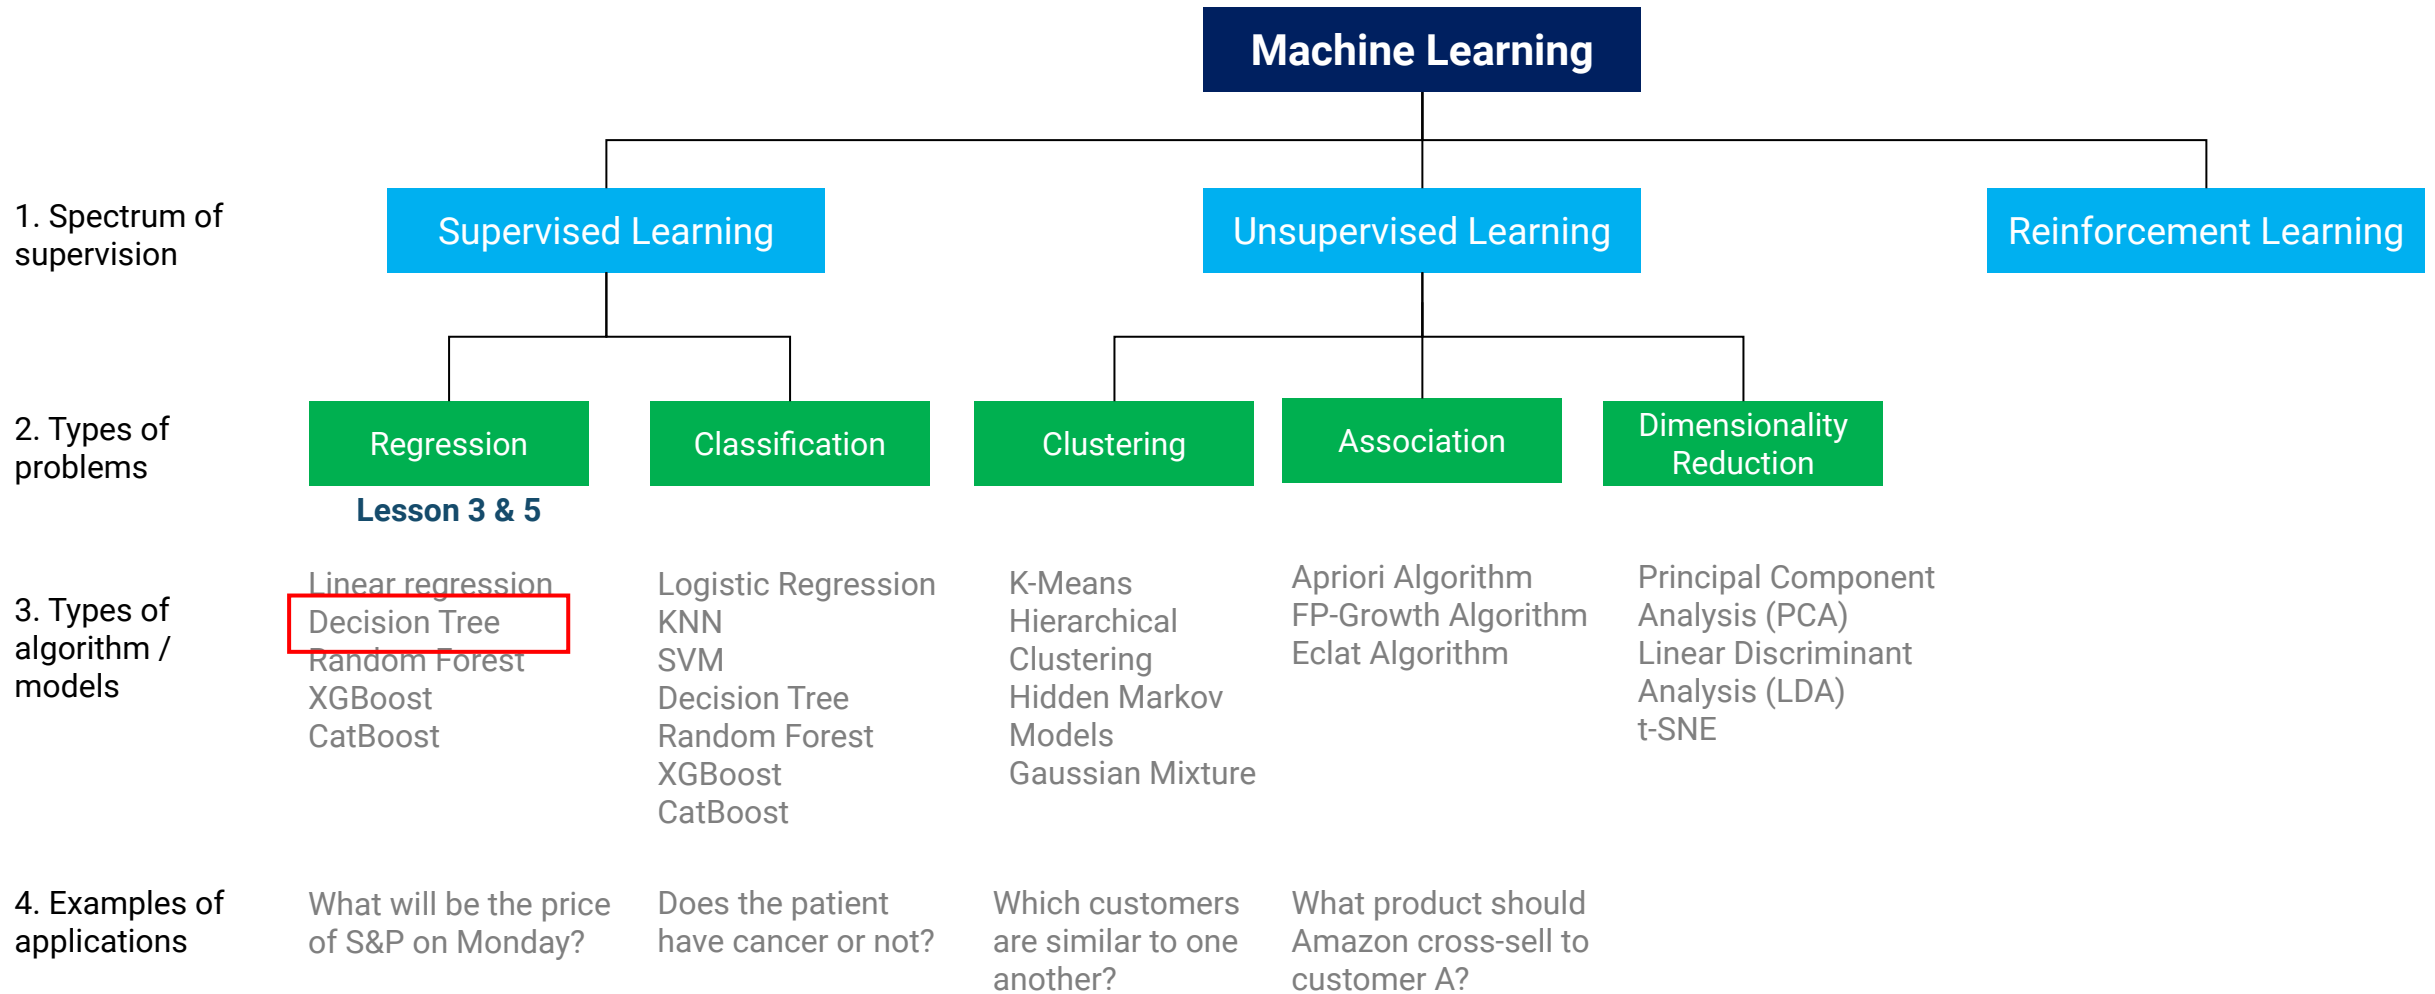 Machine Learning
1. Spectrum of
supervision
Supervised Learning
Unsupervised Learning
Reinforcement Learning
2. Types of
problems
Regression
Classification
Clustering
Association
Dimensionality
Reduction
Lesson 3 & 5
3. Types of
algorithm /
models
Linear regression
Decision Tree
Random Forest
XGBoost
CatBoost
Logistic Regression
KNN
SVM
Decision Tree
Random Forest
XGBoost
CatBoost
K-Means
Hierarchical
Clustering
Hidden Markov
Models
Gaussian Mixture
Apriori Algorithm
FP-Growth Algorithm
Eclat Algorithm
Principal Component
Analysis (PCA)
Linear Discriminant
Analysis (LDA)
t-SNE
4. Examples of
applications
What will be the price
of S&P on Monday?
Does the patient
have cancer or not?
Which customers
are similar to one
another?
What product should
Amazon cross-sell to
customer A?